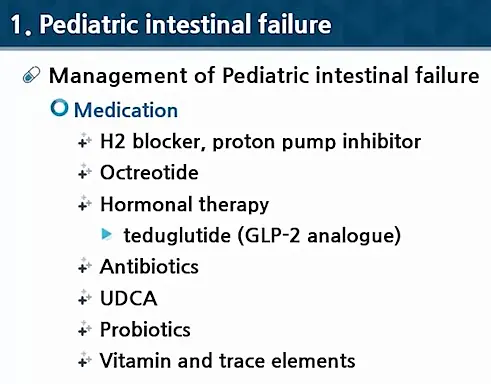 1. Pediatric intestinal failure
Management of Pediatric intestinal failure
Medication
H2 blocker, proton pump inhibitor
Octreotide
Hormonal therapy
teduglutide (GLP-2 analogue)
Antibiotics
UDCA
Probiotics
Vitamin and trace elements